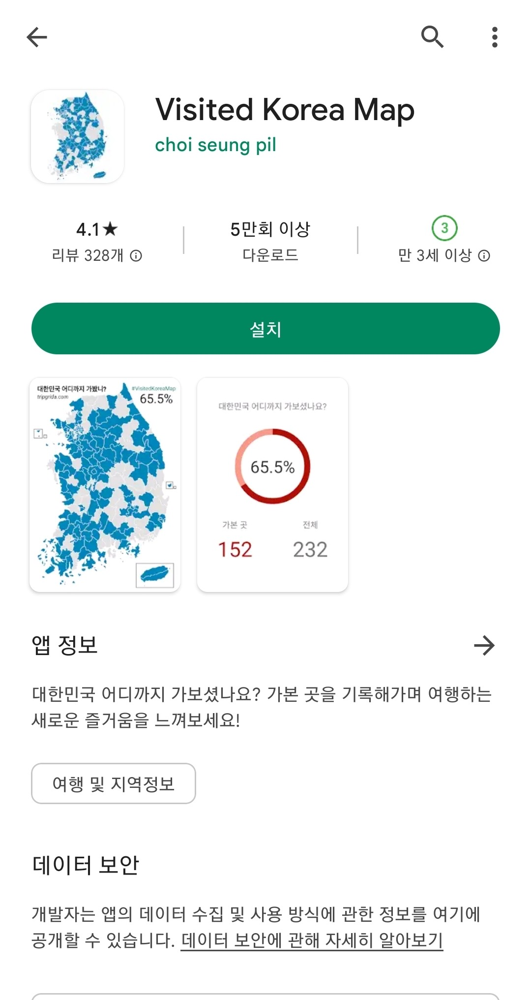 Visited Korea Map
choi seung pil
4.1★
리뷰 328개
5만회 이상
다운로드
3
만 3세 이상
설치
대한민국 어디까지 가봤니?
tripgrida.com
#VisitedKoreaMap
65.5%
대한민국 어디까지 가보셨나요?
65.5%
가본 곳
전체
152
232
앱 정보
대한민국 어디까지 가보셨나요? 가본 곳을 기록해가며 여행하는
새로운 즐거움을 느껴보세요!
여행 및 지역정보
데이터 보안
개발자는 앱의 데이터 수집 및 사용 방식에 관한 정보를 여기에
공개할 수 있습니다. 데이터 보안에 관해 자세히 알아보기